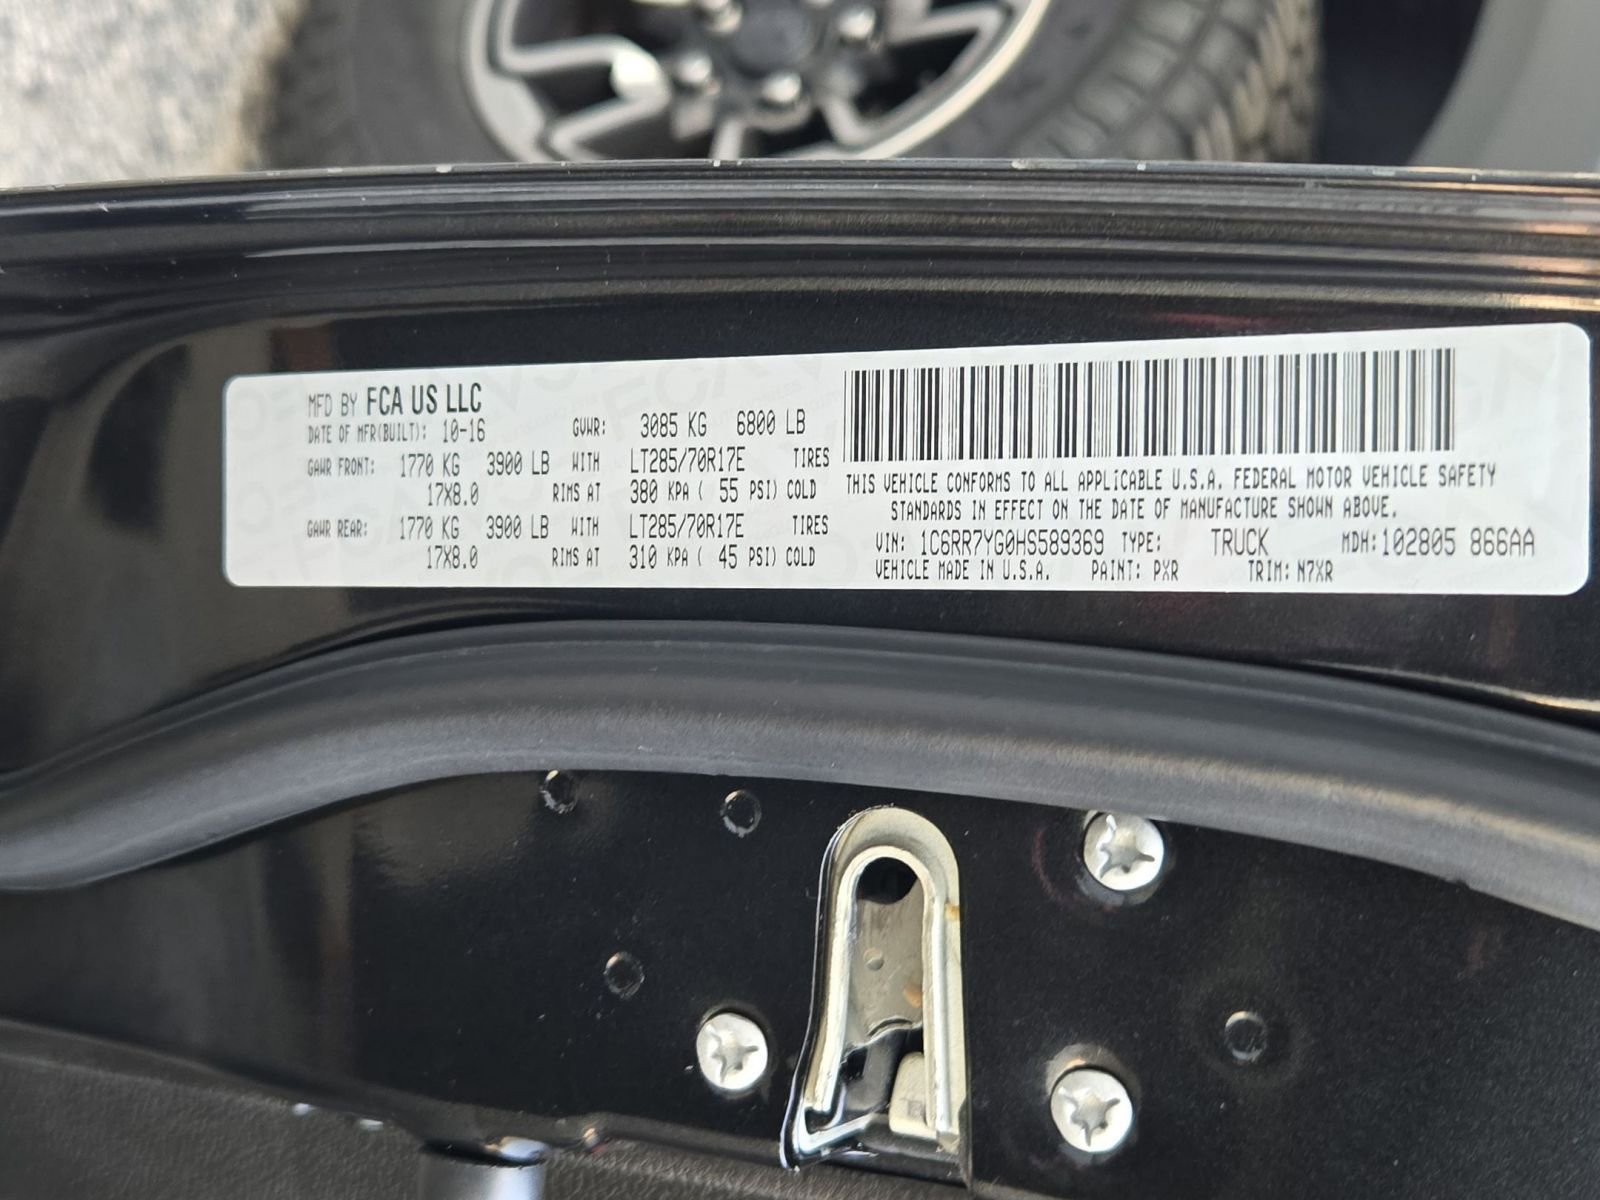 MFD BY FCA US LLC
DATE OF MFR(BUILT): 10-16 GVWR: 3085 KG 6800 LB
GAWR FRONT: 1770 KG 3900 LB WITH LT285/70R17E TIRES
17X8.0 RIMS AT 380 KPA ( 55 PSI) COLD
GAWR REAR: 1770 KG 3900 LB WITH LT285/70R17E TIRES
17X8.0 RIMS AT 310 KPA ( 45 PSI) COLD
THIS VEHICLE CONFORMS TO ALL APPLICABLE U.S.A. FEDERAL MOTOR VEHICLE SAFETY
STANDARDS IN EFFECT ON THE DATE OF MANUFACTURE SHOWN ABOVE.
VIN: 1C6RR7YG0HS589369 TYPE: TRUCK MDH:102805 866AA
VEHICLE MADE IN U.S.A. PAINT: PXR TRIM: N7XR